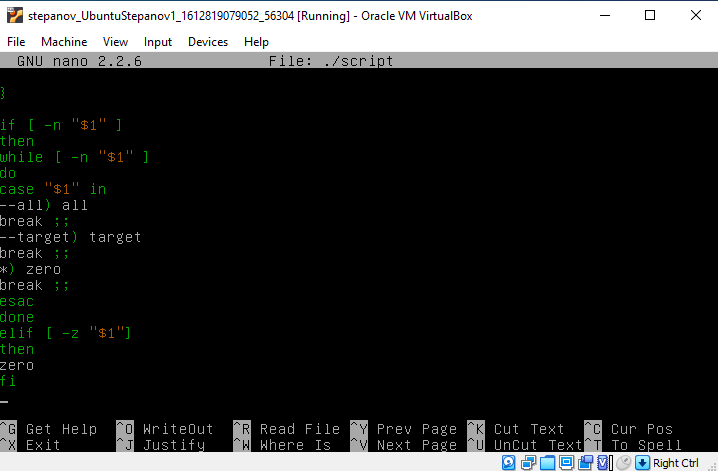 stepanov_UbuntuStepanov1_1612819079052_56304 [Running] - Oracle VM VirtualBox
File Machine View Input Devices Help
GNU nano 2.2.6 File: ./script
}
if [ -n "$1" ]
then
while [ -n "$1" ]
do
case "$1" in
--all) all
break ;;
--target) target
break ;;
*) zero
break ;;
esac
done
elif [ -z "$1"]
then
zero
fi
^G Get Help ^O WriteOut ^R Read File ^Y Prev Page ^K Cut Text ^C Cur Pos
^X Exit ^J Justify ^W Where Is ^V Next Page ^U UnCut Text ^T To Spell
Right Ctrl